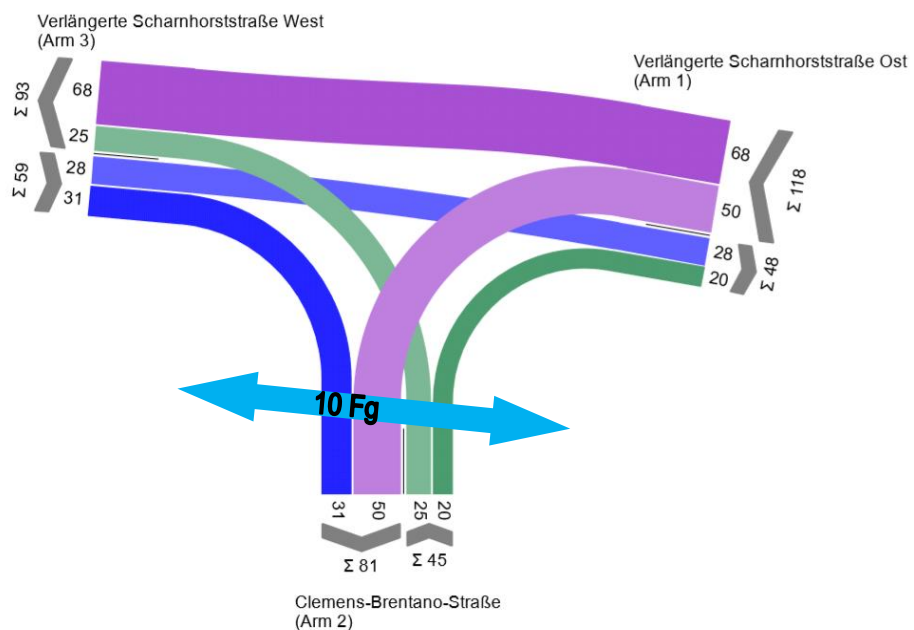 Verlängerte Scharnhorststraße West
(Arm 3)
Verlängerte Scharnhorststraße Ost
(Arm 1)
Σ 93
68
25
Σ 59
28
31
68
50
Σ 118
28
20
Σ 48
10 Fg
31
50
25
20
Σ 81
Σ 45
Clemens-Brentano-Straße
(Arm 2)